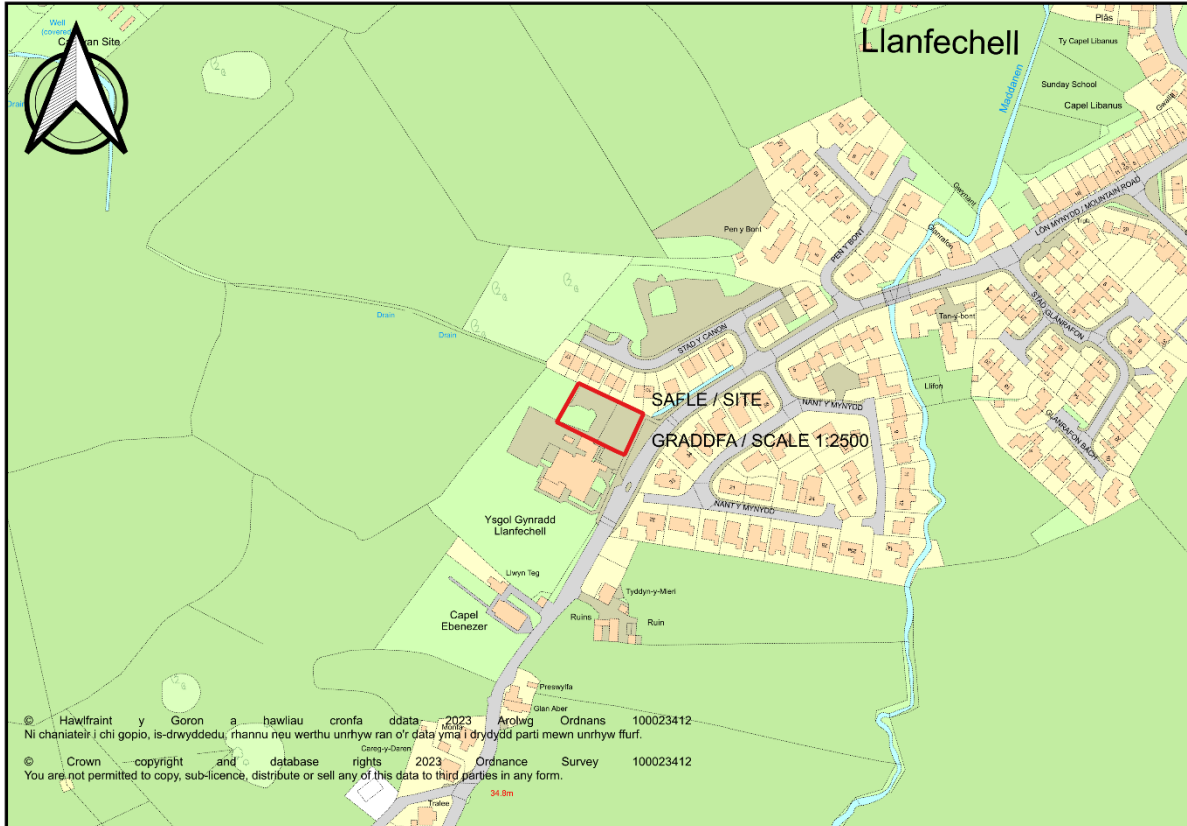 Well
(covered)
Caravan Site
Drain
Llanfechell
Plâs
Ty Capel Libanus
Sunday School
Capel Libanus
Gwalia
Maddanen
Gwynant
Glanrafon
LÔN MYNYDD / MOUNTAIN ROAD
Pen y Bont
PEN Y BONT
Drain
Drain
STAD Y CANON
Tan-y-bont
STAD GLANRAFON
Llifon
GLANRAFON BACH
NANT Y MYNYDD
SAFLE / SITE
GRADDFA / SCALE 1:2500
NANT Y MYNYDD
Ysgol Gynradd
Llanfechell
Llwyn Teg
Capel
Ebenezer
Tyddyn-y-Mieri
Ruins
Ruin
Preswylfa
Glan Aber
Monfa
Careg-y-Daren
© Hawlfraint y Goron a hawliau cronfa ddata 2023 Arolwg Ordnans 100023412
Ni chaniateir i chi gopio, is-drwyddedu, rhannu neu werthu unrhyw ran o'r data yma i drydydd parti mewn unrhyw ffurf.
© Crown copyright and database rights 2023 Ordnance Survey 100023412
You are not permitted to copy, sub-licence, distribute or sell any of this data to third parties in any form.
34.8m
Tralee